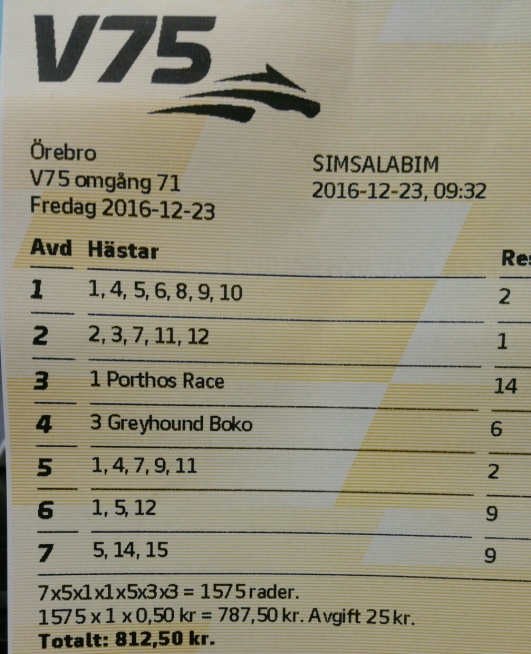 V75
Örebro
V75 omgång 71
Fredag 2016-12-23
SIMSALABIM
2016-12-23, 09:32
Avd Hästar Res
1 1, 4, 5, 6, 8, 9, 10 2
2 2, 3, 7, 11, 12 1
3 1 Porthos Race 14
4 3 Greyhound Boko 6
5 1, 4, 7, 9, 11 2
6 1, 5, 12 9
7 5, 14, 15 9
7x5x1x1x5x3x3 = 1575 rader.
1575 x 1 x 0,50 kr = 787,50 kr. Avgift 25 kr.
Totalt: 812,50 kr.